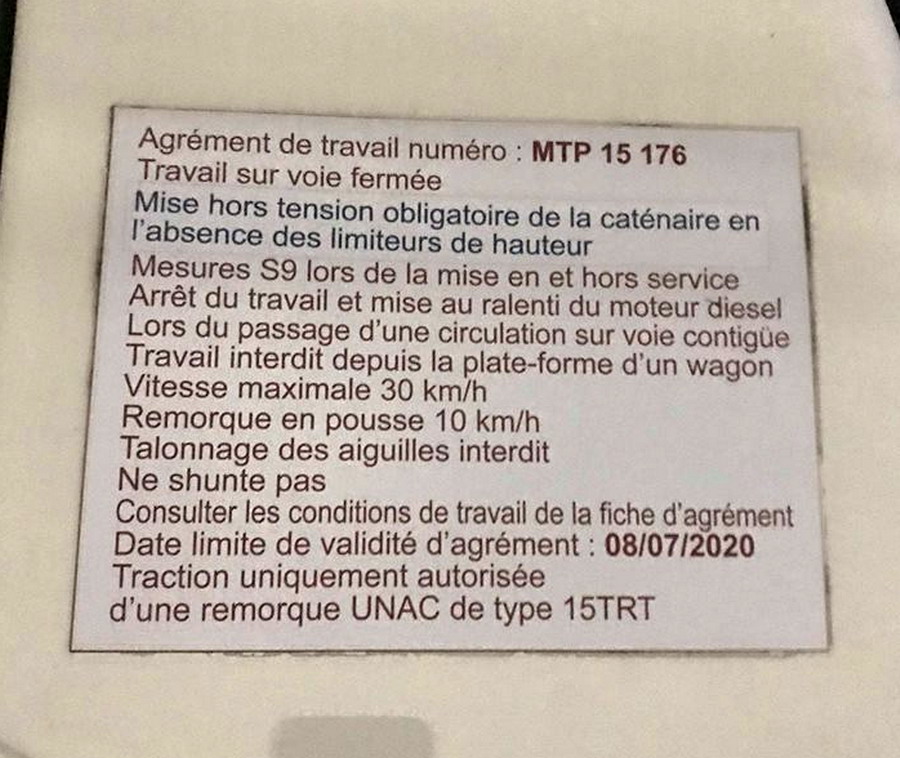 Agrément de travail numéro : MTP 15 176
Travail sur voie fermée
Mise hors tension obligatoire de la caténaire en
l'absence des limiteurs de hauteur
Mesures S9 lors de la mise en et hors service
Arrêt du travail et mise au ralenti du moteur diesel
Lors du passage d'une circulation sur voie contigüe
Travail interdit depuis la plate-forme d'un wagon
Vitesse maximale 30 km/h
Remorque en pousse 10 km/h
Talonnage des aiguilles interdit
Ne shunte pas
Consulter les conditions de travail de la fiche d'agrément
Date limite de validité d'agrément : 08/07/2020
Traction uniquement autorisée
d'une remorque UNAC de type 15TRT